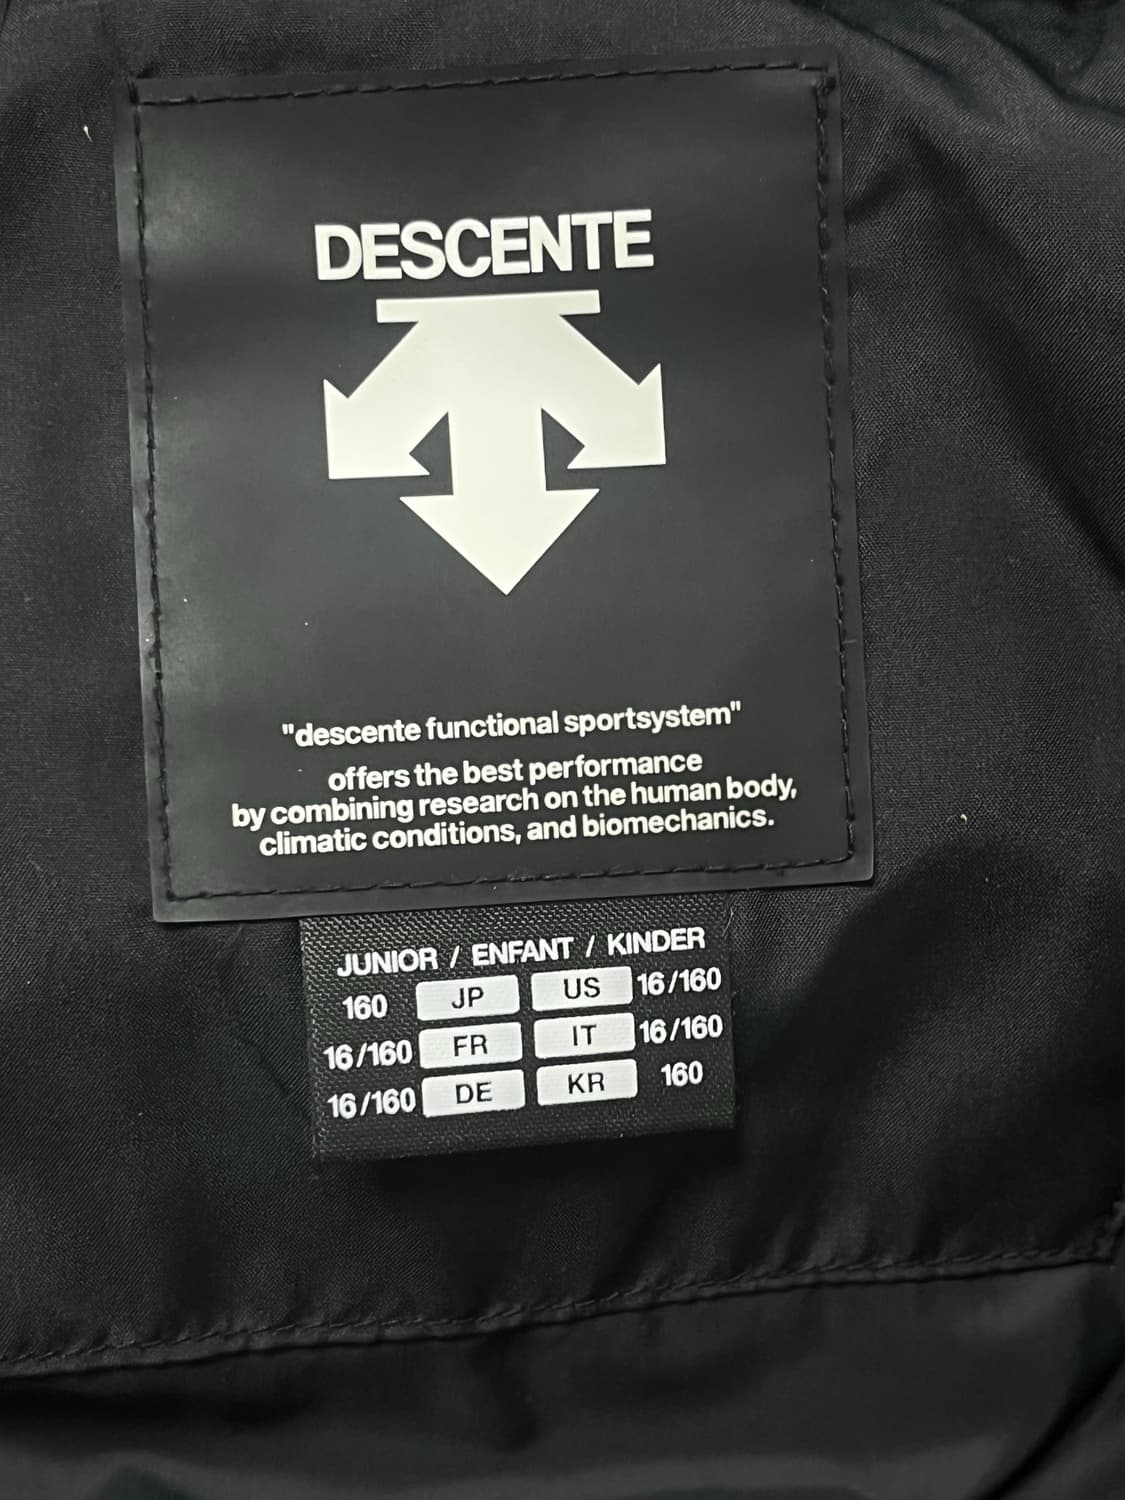 DESCENTE
"descente functional sportsystem"
offers the best performance
by combining research on the human body,
climatic conditions, and biomechanics.
JUNIOR / ENFANT / KINDER
160 JP US 16/160
16/160 FR IT 16/160
16/160 DE KR 160